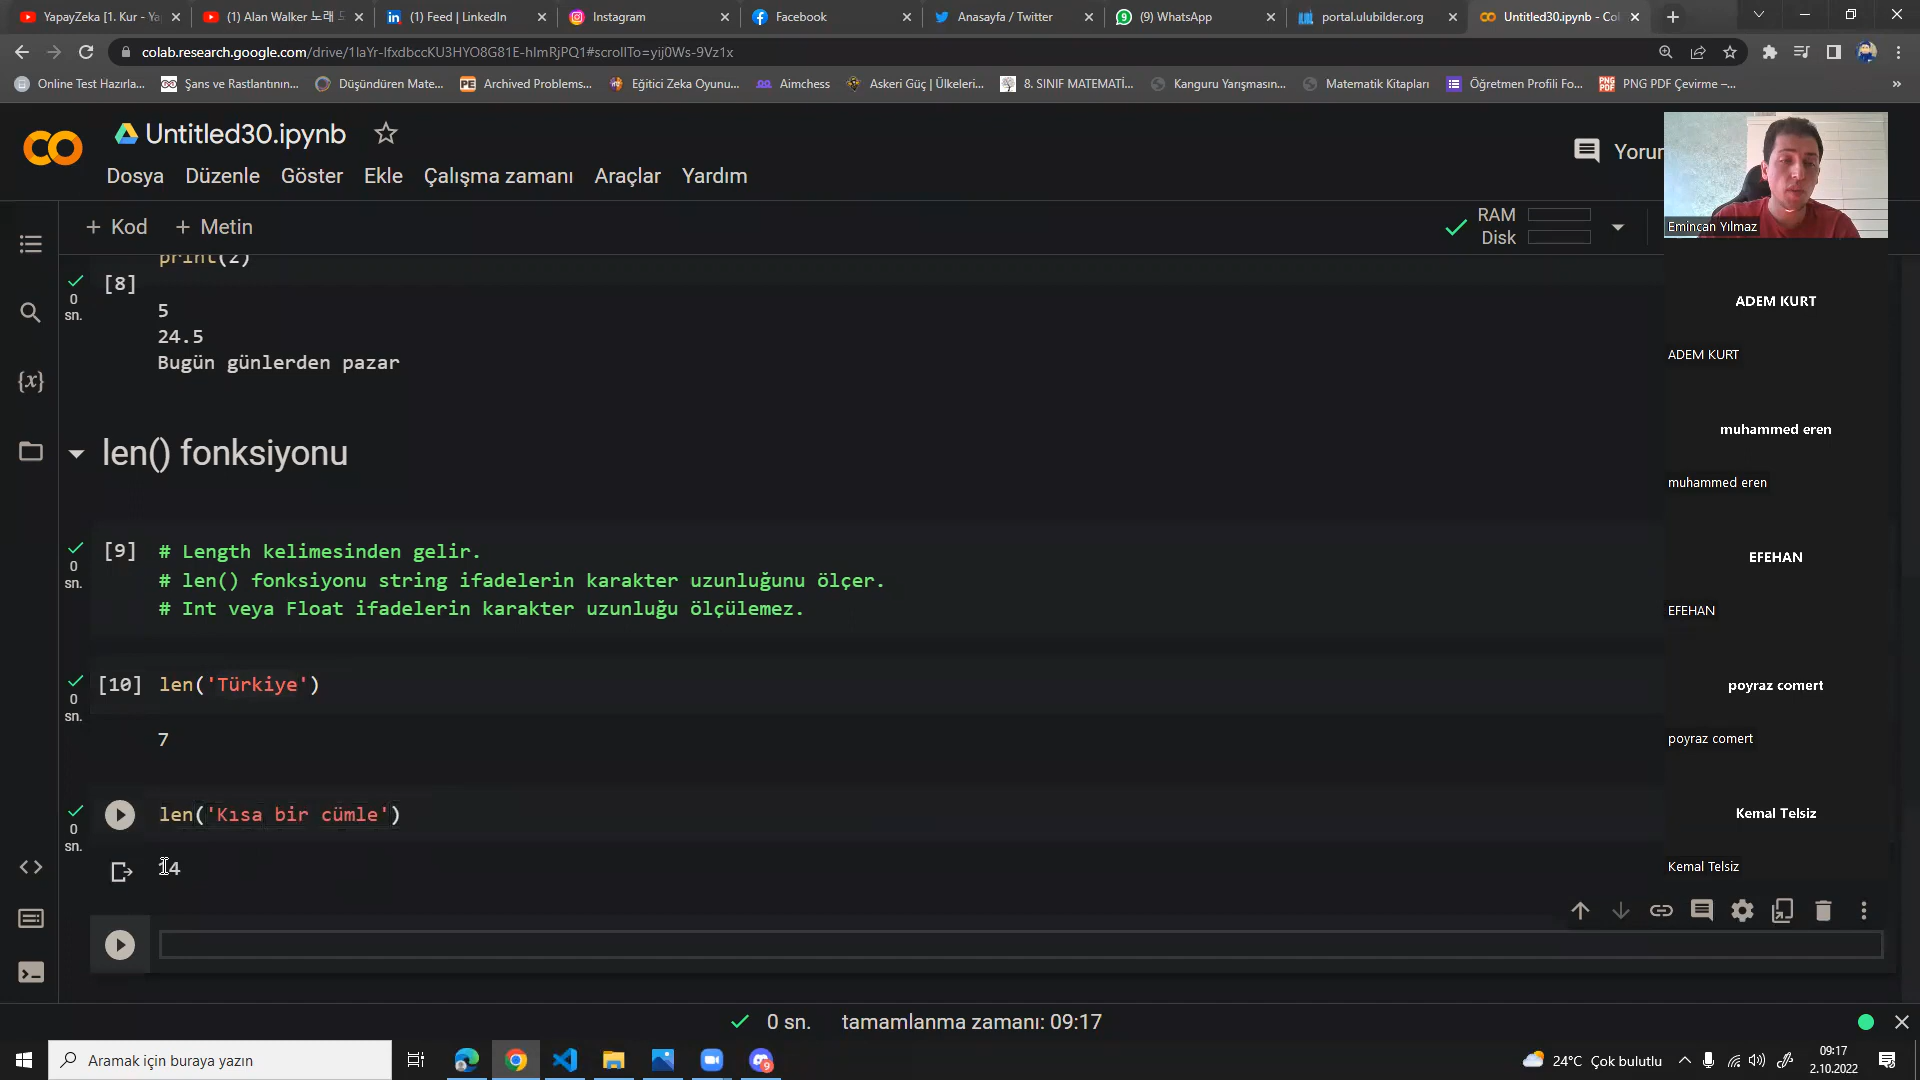 YapayZeka [1. Kur - Ya
(1) Alan Walker 노래 모
(1) Feed | LinkedIn
Instagram
Facebook
Anasayfa / Twitter
(9) WhatsApp
portal.ulubilder.org
Untitled30.ipynb - Col
colab.research.google.com/drive/1IaYr-IfxdbccKU3HYO8G81E-hlmRjPQ1#scrollTo=yij0Ws-9Vz1x
Online Test Hazırla...
Şans ve Rastlantının...
Düşündüren Mate...
Archived Problems...
Eğitici Zeka Oyunu...
Aimchess
Askeri Güç | Ülkeleri...
8. SINIF MATEMATİ...
Kanguru Yarışmasın...
Matematik Kitapları
Öğretmen Profili Fo...
PNG PDF Çevirme –...
Untitled30.ipynb
Dosya Düzenle Göster Ekle Çalışma zamanı Araçlar Yardım
Yorum
+ Kod + Metin
RAM
Disk
Emincan Yılmaz
print(2)
[8]
0
sn.
5
24.5
Bugün günlerden pazar
ADEM KURT
ADEM KURT
muhammed eren
muhammed eren
len() fonksiyonu
[9] # Length kelimesinden gelir.
0
sn.
# len() fonksiyonu string ifadelerin karakter uzunluğunu ölçer.
# Int veya Float ifadelerin karakter uzunluğu ölçülemez.
EFEHAN
EFEHAN
[10] len('Türkiye')
0
sn.
7
poyraz comert
poyraz comert
len('Kısa bir cümle')
0
sn.
14
Kemal Telsiz
Kemal Telsiz
0 sn. tamamlanma zamanı: 09:17
Aramak için buraya yazın
24°C Çok bulutlu
09:17
2.10.2022